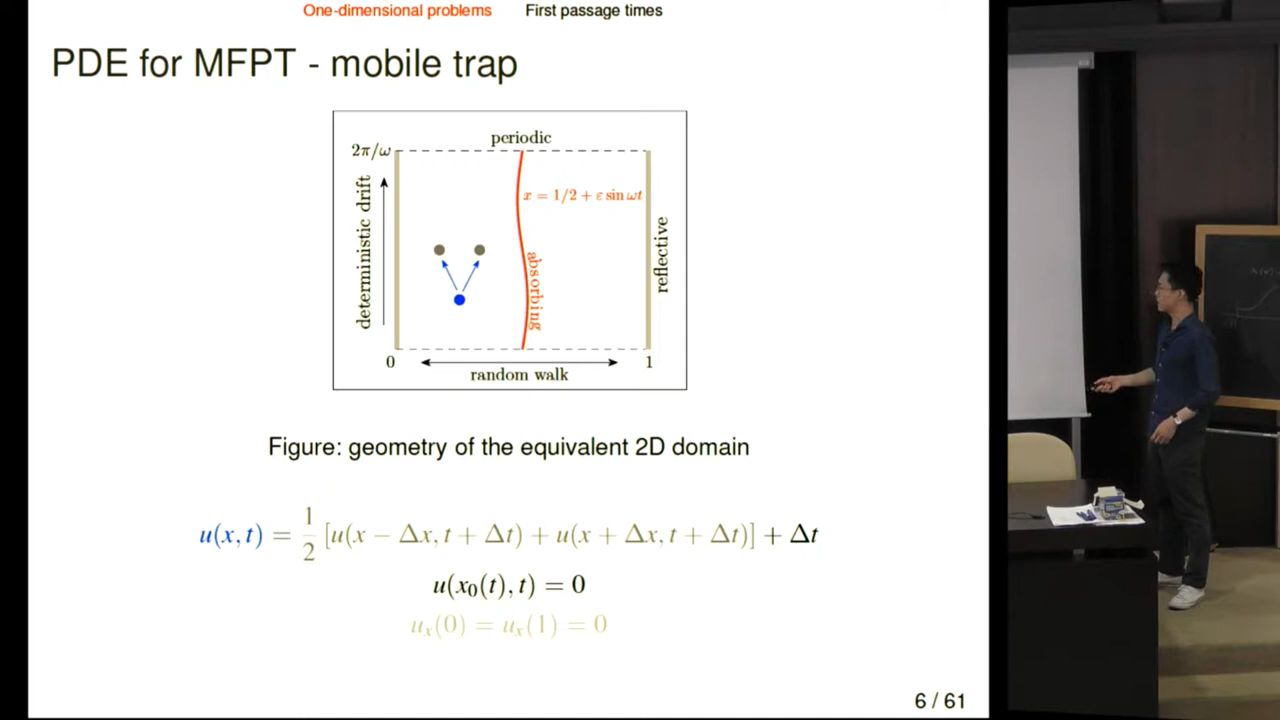 One-dimensional problems First passage times
PDE for MFPT - mobile trap
periodic
2π/ω
x = 1/2 + ε sin ωt
deterministic drift
absorbing
reflective
0
1
random walk
Figure: geometry of the equivalent 2D domain
u(x, t) = 1/2 [u(x − Δx, t + Δt) + u(x + Δx, t + Δt)] + Δt
u(x₀(t), t) = 0
uₓ(0) = uₓ(1) = 0
6 / 61